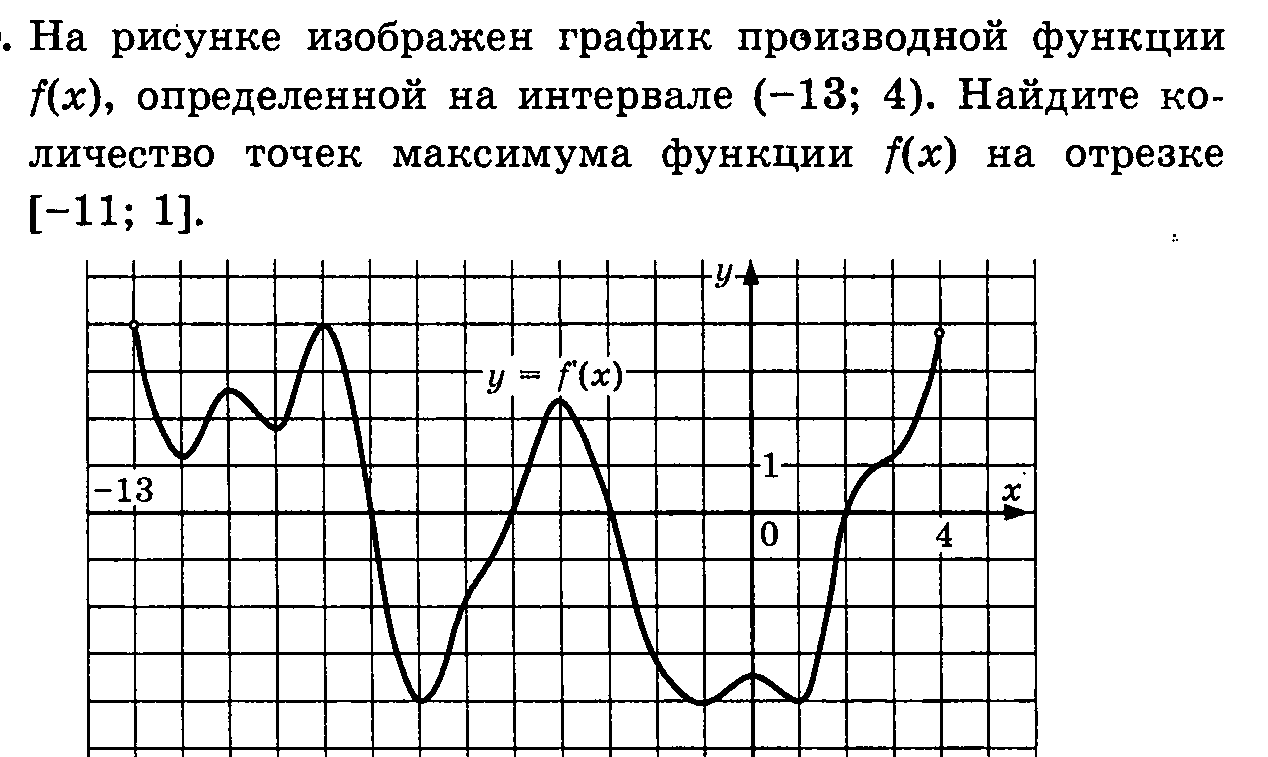 . На рисунке изображен график производной функции
f(x), определенной на интервале (−13; 4). Найдите ко-
личество точек максимума функции f(x) на отрезке
[−11; 1].
y
y = f'(x)
1
−13
x
0
4